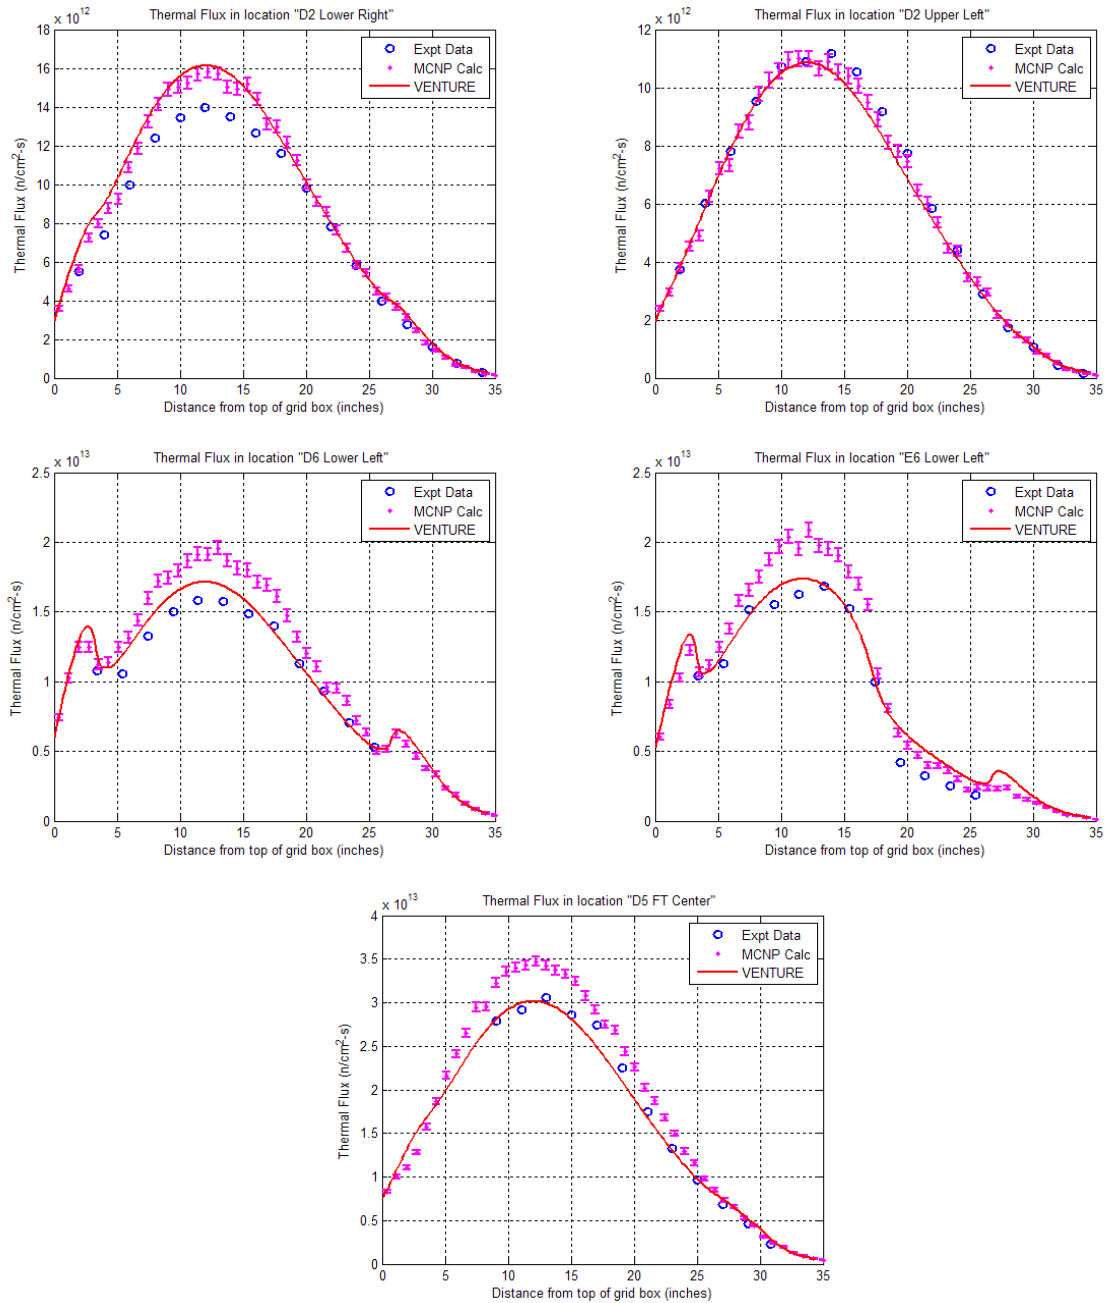 x 10^12
Thermal Flux in location "D2 Lower Right"
18
16
14
12
10
8
6
4
2
0
Thermal Flux (n/cm²-s)
Expt Data
MCNP Calc
VENTURE
0 5 10 15 20 25 30 35
Distance from top of grid box (inches)
x 10^12
Thermal Flux in location "D2 Upper Left"
12
10
8
6
4
2
0
Thermal Flux (n/cm²-s)
Expt Data
MCNP Calc
VENTURE
0 5 10 15 20 25 30 35
Distance from top of grid box (inches)
x 10^13
Thermal Flux in location "D6 Lower Left"
2.5
2
1.5
1
0.5
0
Thermal Flux (n/cm²-s)
Expt Data
MCNP Calc
VENTURE
0 5 10 15 20 25 30 35
Distance from top of grid box (inches)
x 10^13
Thermal Flux in location "E6 Lower Left"
2.5
2
1.5
1
0.5
0
Thermal Flux (n/cm²-s)
Expt Data
MCNP Calc
VENTURE
0 5 10 15 20 25 30 35
Distance from top of grid box (inches)
x 10^13
Thermal Flux in location "D5 FT Center"
4
3.5
3
2.5
2
1.5
1
0.5
0
Thermal Flux (n/cm²-s)
Expt Data
MCNP Calc
VENTURE
0 5 10 15 20 25 30 35
Distance from top of grid box (inches)